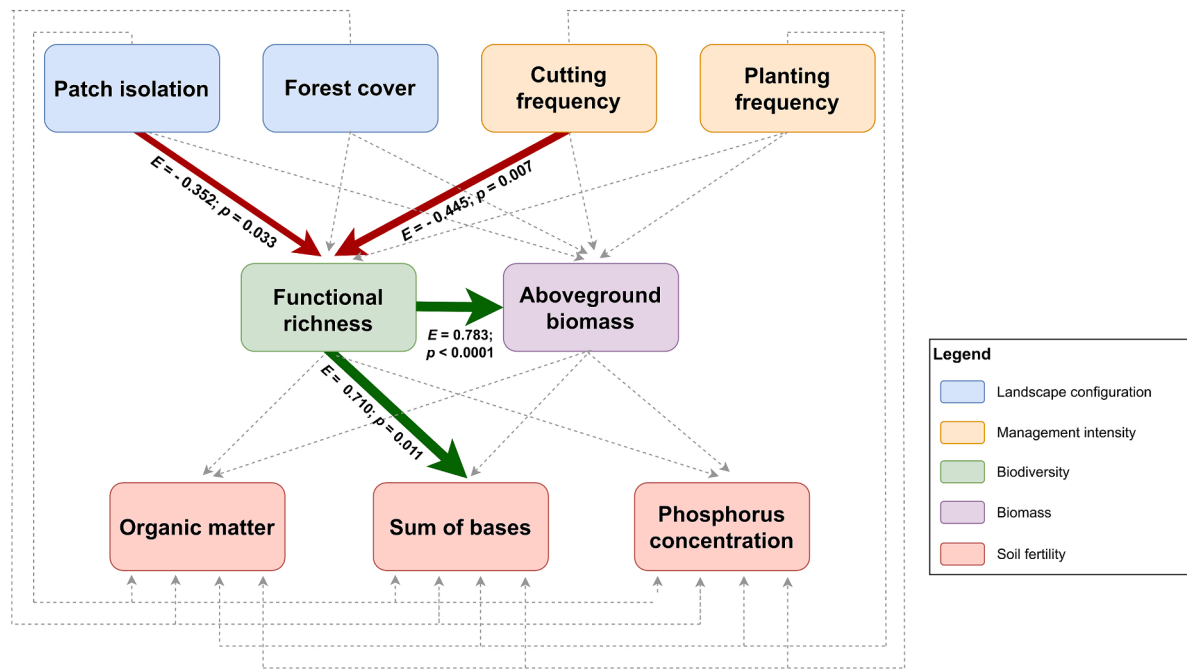 Patch isolation
Forest cover
Cutting
frequency
Planting
frequency
E = - 0.352; p = 0.033
E = - 0.445; p = 0.007
Functional
richness
Aboveground
biomass
E = 0.783;
p < 0.0001
E = 0.710; p = 0.011
Organic matter
Sum of bases
Phosphorus
concentration
Legend
Landscape configuration
Management intensity
Biodiversity
Biomass
Soil fertility